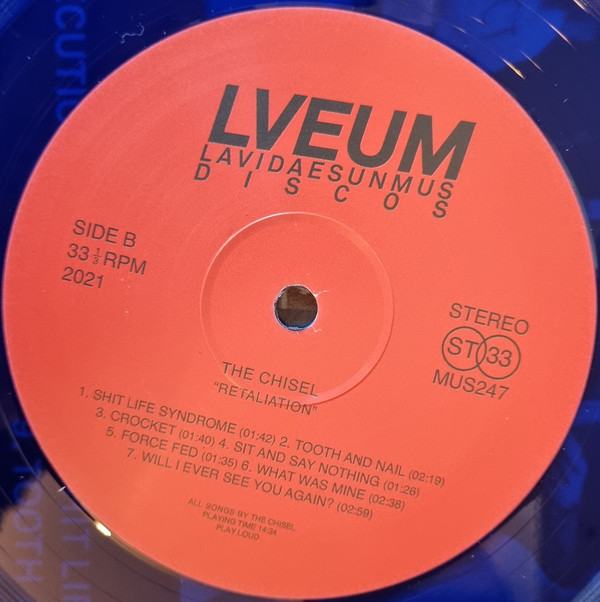 LVEUM
LAVIDAESUNMUS
DISCOS
SIDE B
33 1/3 RPM
2021
STEREO
ST 33
MUS247
THE CHISEL
"RETALIATION"
1. SHIT LIFE SYNDROME (01:42) 2. TOOTH AND NAIL (02:19)
3. CROCKET (01:40) 4. SIT AND SAY NOTHING (01:26)
5. FORCE FED (01:35) 6. WHAT WAS MINE (02:38)
7. WILL I EVER SEE YOU AGAIN? (02:59)
ALL SONGS BY THE CHISEL
PLAYING TIME 14:34
PLAY LOUD